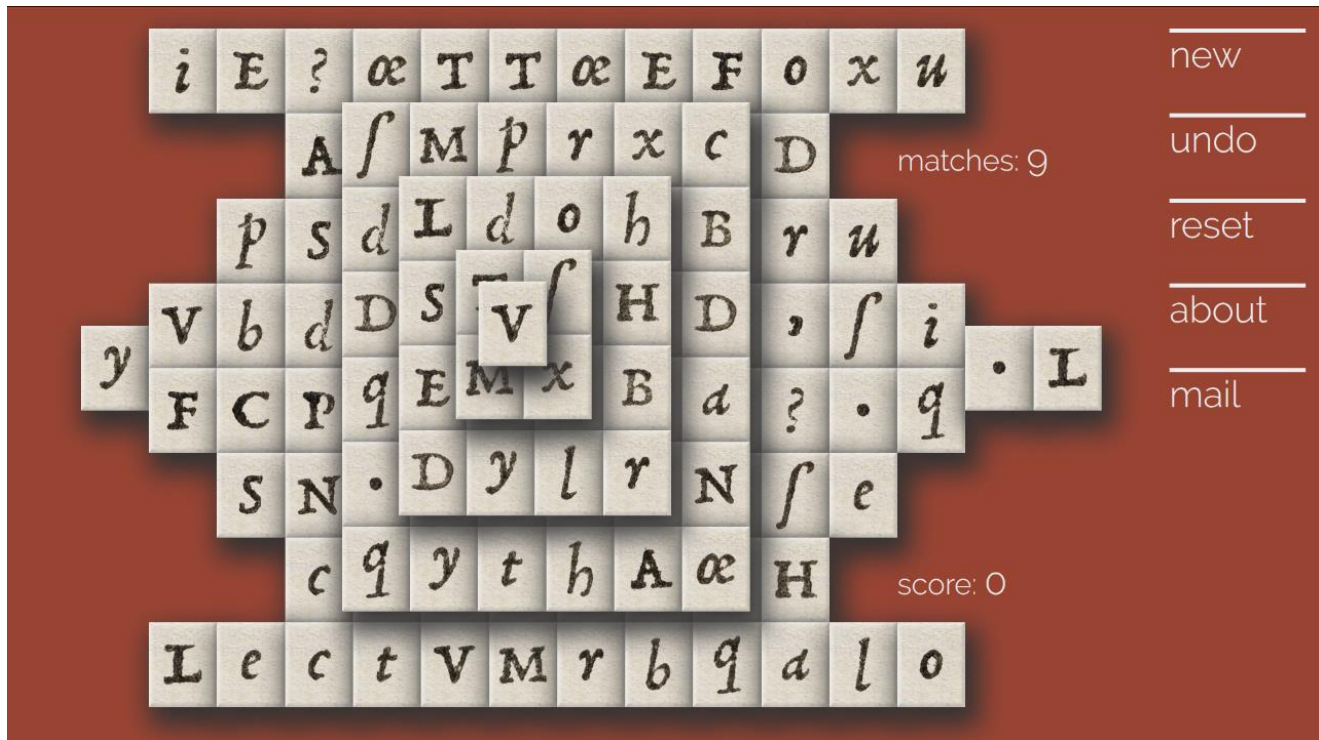 i E ? œ T T œ E F o x u
new
A ſ M p r x c D
undo
matches: 9
p S d L d o h B r u
reset
V b d D S ſ H D , ſ i
about
y V • L
F C P q E M x B a ? • q
mail
S N • D y l r N ſ e
c q y t h A œ H
score: 0
L e c t V M r b q a l o